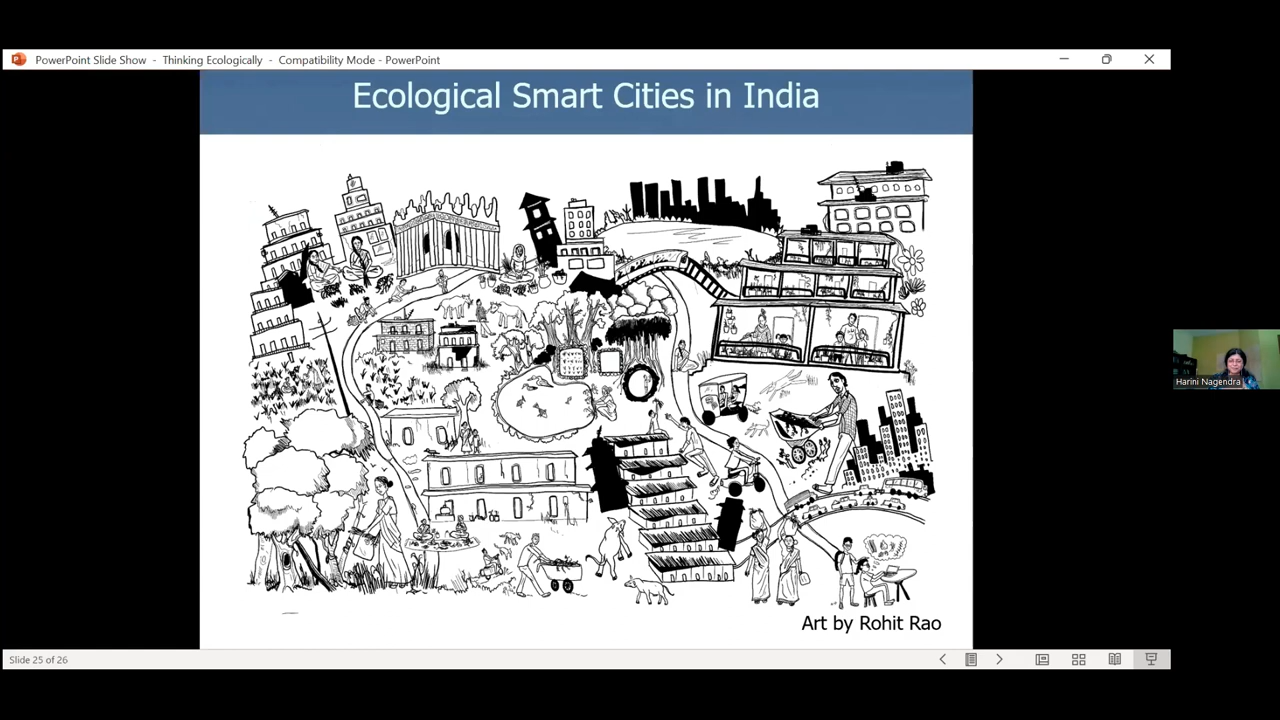 PowerPoint Slide Show - Thinking Ecologically - Compatibility Mode - PowerPoint
Ecological Smart Cities in India
Harini Nagendra
Art by Rohit Rao
Slide 25 of 26